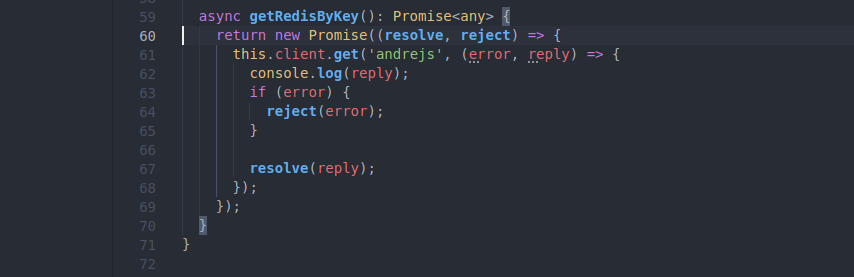 59 async getRedisByKey(): Promise<any> {
60 return new Promise((resolve, reject) => {
61 this.client.get('andrejs', (error, reply) => {
62 console.log(reply);
63 if (error) {
64 reject(error);
65 }
66
67 resolve(reply);
68 });
69 });
70 }
71 }
72